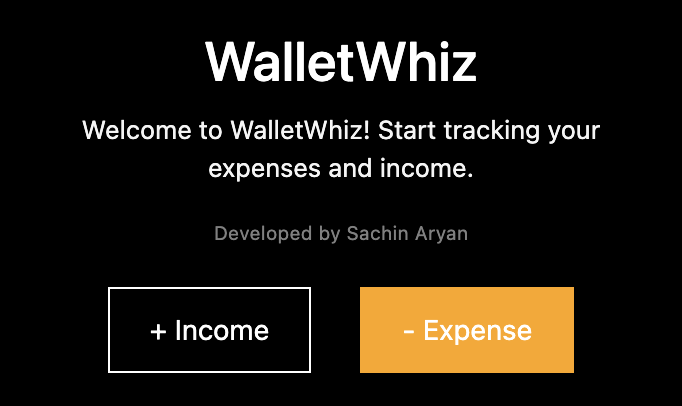 WalletWhiz
Welcome to WalletWhiz! Start tracking your
expenses and income.
Developed by Sachin Aryan
+ Income
- Expense